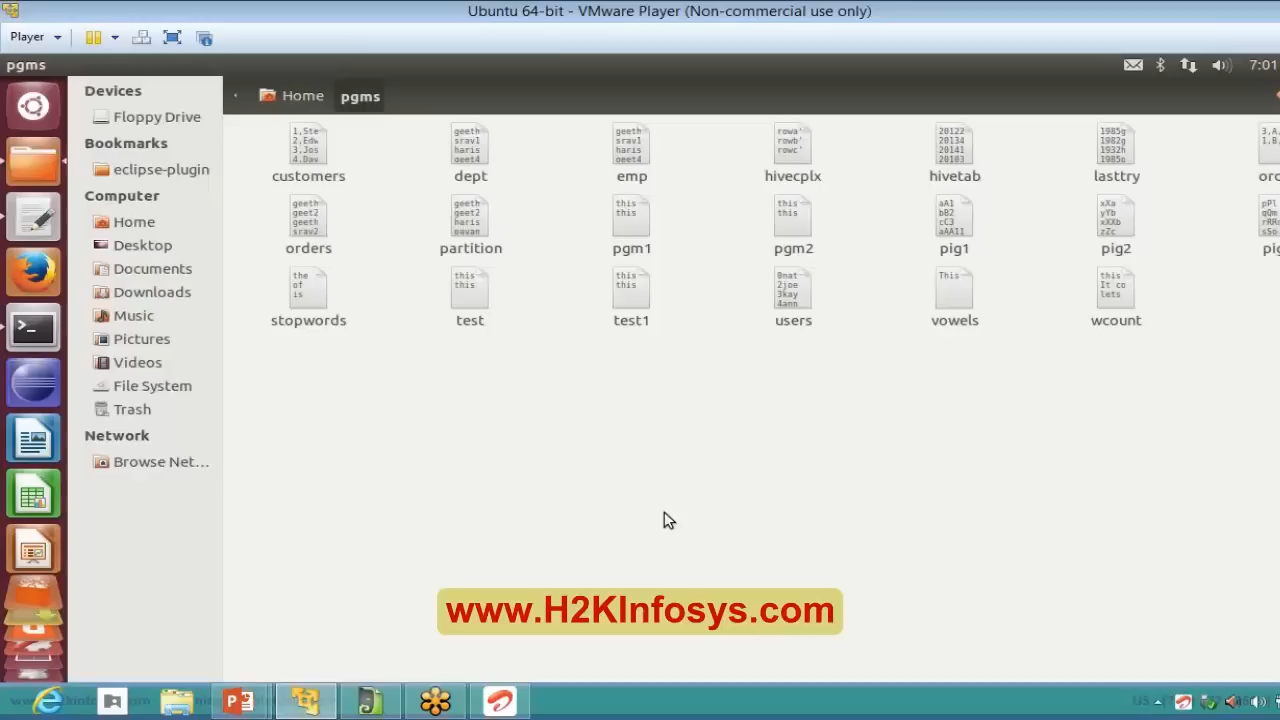 Ubuntu 64-bit - VMware Player (Non-commercial use only)
Player
pgms
7:01
Devices
Floppy Drive
Bookmarks
eclipse-plugin
Computer
Home
Desktop
Documents
Downloads
Music
Pictures
Videos
File System
Trash
Network
Browse Net...
Home pgms
customers dept emp hivecplx hivetab lasttry
orders partition pgm1 pgm2 pig1 pig2
stopwords test test1 users vowels wcount
www.H2KInfosys.com